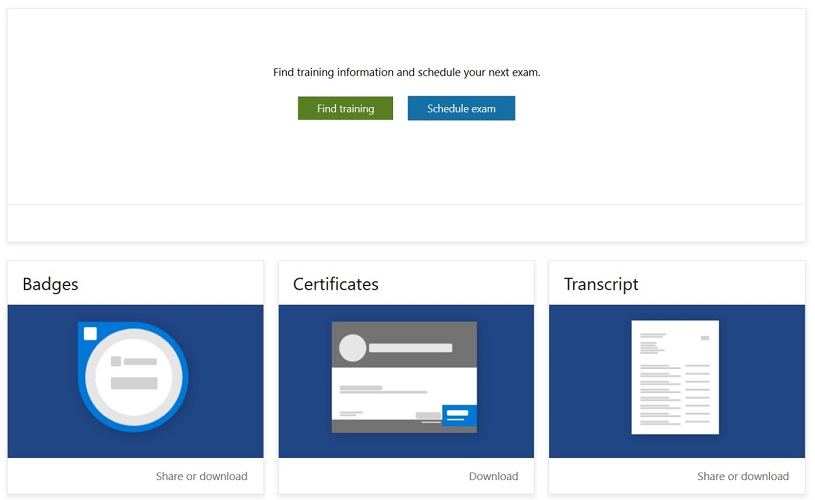 Find training information and schedule your next exam.
Find training
Schedule exam
Badges
Certificates
Transcript
Share or download
Download
Share or download